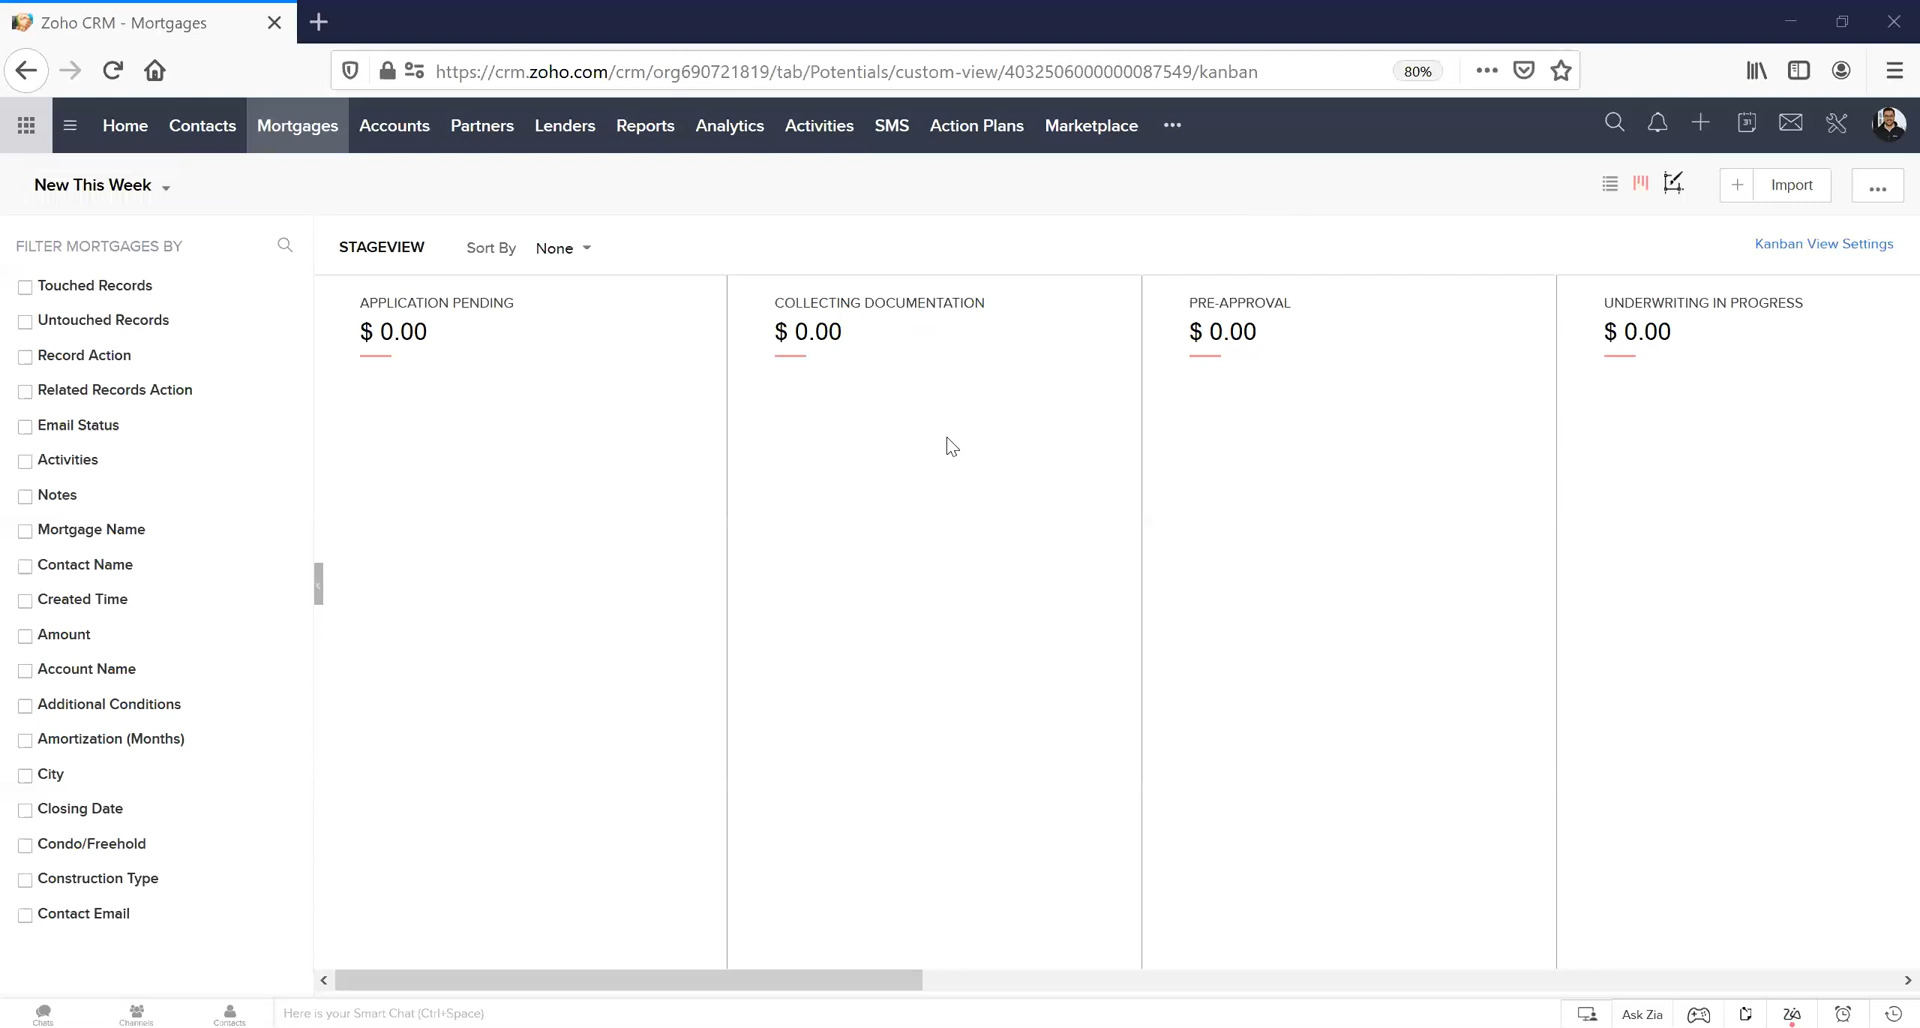 Zoho CRM - Mortgages
https://crm.zoho.com/crm/org690721819/tab/Potentials/custom-view/4032506000000087549/kanban
80%
Home
Contacts
Mortgages
Accounts
Partners
Lenders
Reports
Analytics
Activities
SMS
Action Plans
Marketplace
31
New This Week
Import
FILTER MORTGAGES BY
STAGEVIEW
Sort By
None
Kanban View Settings
Touched Records
Untouched Records
Record Action
Related Records Action
Email Status
Activities
Notes
Mortgage Name
Contact Name
Created Time
Amount
Account Name
Additional Conditions
Amortization (Months)
City
Closing Date
Condo/Freehold
Construction Type
Contact Email
APPLICATION PENDING
$ 0.00
COLLECTING DOCUMENTATION
$ 0.00
PRE-APPROVAL
$ 0.00
UNDERWRITING IN PROGRESS
$ 0.00
Chats
Channels
Contacts
Here is your Smart Chat (Ctrl+Space)
Ask Zia